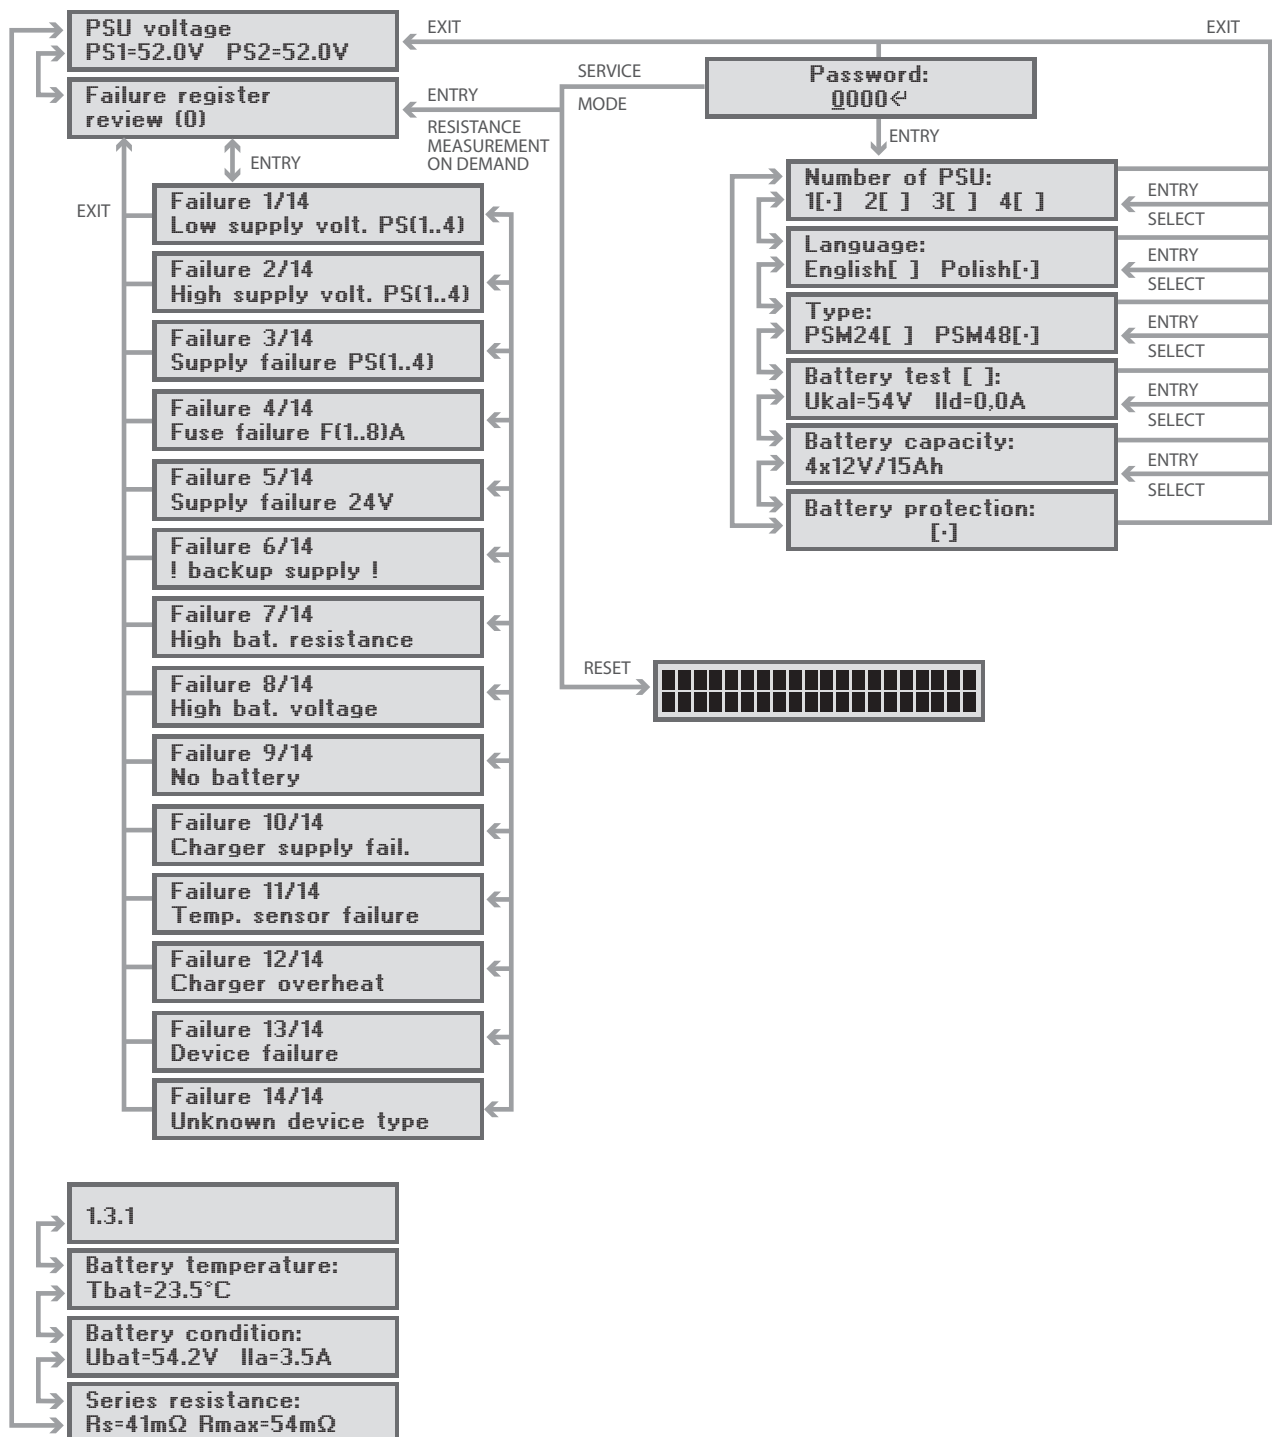 PSU voltage
PS1=52.0V PS2=52.0V
Failure register
review (0)
EXIT
EXIT
SERVICE
MODE
ENTRY
RESISTANCE
MEASUREMENT
ON DEMAND
Password:
0000↵
ENTRY
ENTRY
EXIT
Failure 1/14
Low supply volt. PS(1..4)
Failure 2/14
High supply volt. PS(1..4)
Failure 3/14
Supply failure PS(1..4)
Failure 4/14
Fuse failure F(1..8)A
Failure 5/14
Supply failure 24V
Failure 6/14
! backup supply !
Failure 7/14
High bat. resistance
Failure 8/14
High bat. voltage
Failure 9/14
No battery
Failure 10/14
Charger supply fail.
Failure 11/14
Temp. sensor failure
Failure 12/14
Charger overheat
Failure 13/14
Device failure
Failure 14/14
Unknown device type
Number of PSU:
1[·] 2[ ] 3[ ] 4[ ]
ENTRY
SELECT
Language:
English[ ] Polish[·]
ENTRY
SELECT
Type:
PSM24[ ] PSM48[·]
ENTRY
SELECT
Battery test [ ]:
Ukal=54V Ild=0,0A
ENTRY
SELECT
Battery capacity:
4x12V/15Ah
ENTRY
SELECT
Battery protection:
[·]
RESET
1.3.1
Battery temperature:
Tbat=23.5°C
Battery condition:
Ubat=54.2V Ila=3.5A
Series resistance:
Rs=41mΩ Rmax=54mΩ